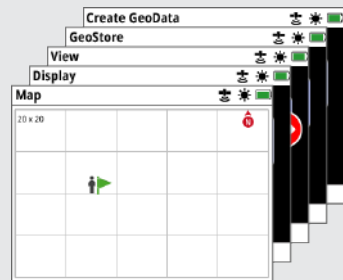 Create GeoData
GeoStore
View
Display
Map
20 x 20
N